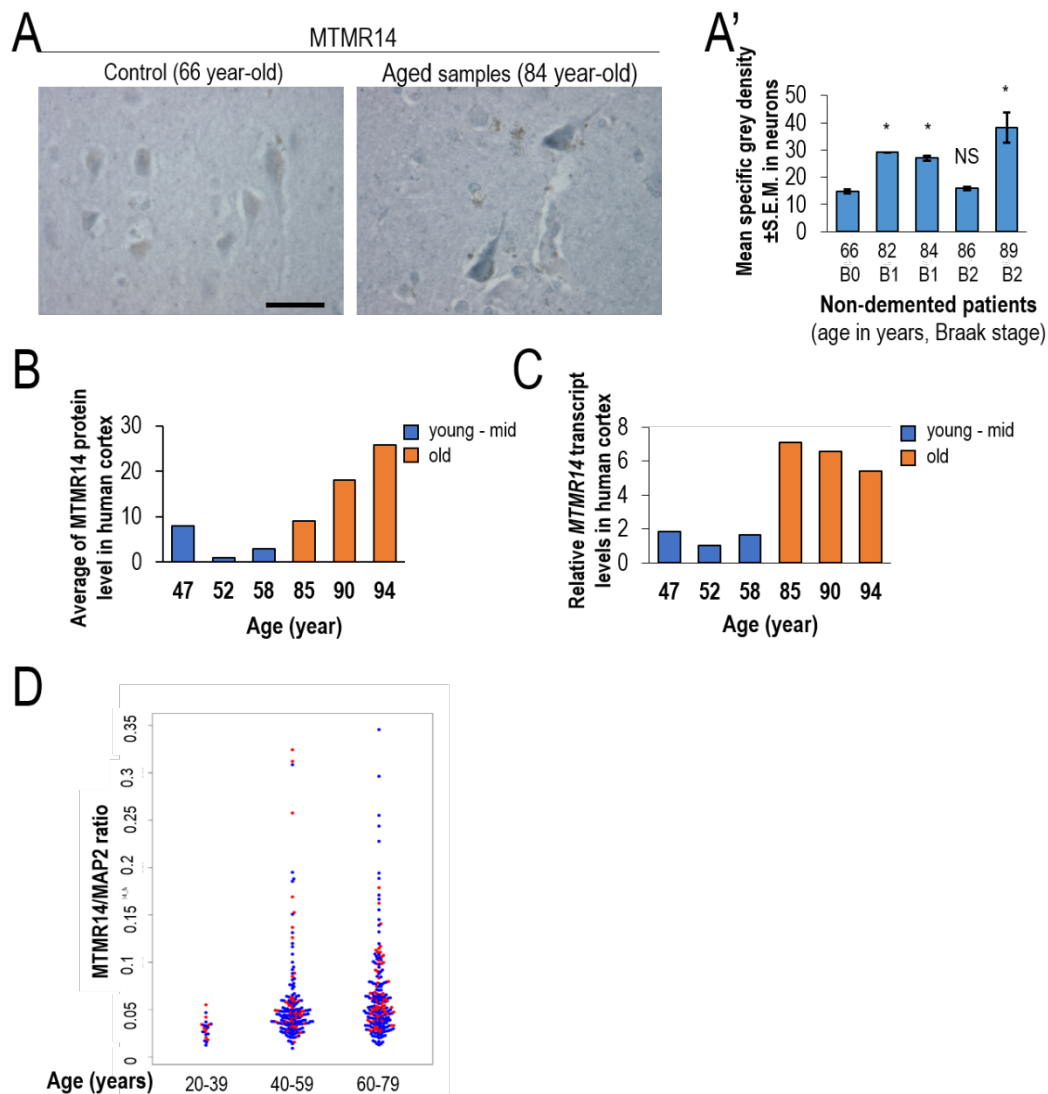 A
MTMR14
Control (66 year-old)
Aged samples (84 year-old)
A'
Mean specific grey density
±S.E.M. in neurons
50
40
30
20
10
0
*
*
NS
*
66 82 84 86 89
B0 B1 B1 B2 B2
Non-demented patients
(age in years, Braak stage)
B
Average of MTMR14 protein
level in human cortex
30
20
10
0
young - mid
old
47 52 58 85 90 94
Age (year)
C
Relative MTMR14 transcript
levels in human cortex
8
6
4
2
0
young - mid
old
47 52 58 85 90 94
Age (year)
D
MTMR14/MAP2 ratio
0.35
0.3
0.25
0.2
0.15
0.1
0.05
0
Age (years) 20-39 40-59 60-79